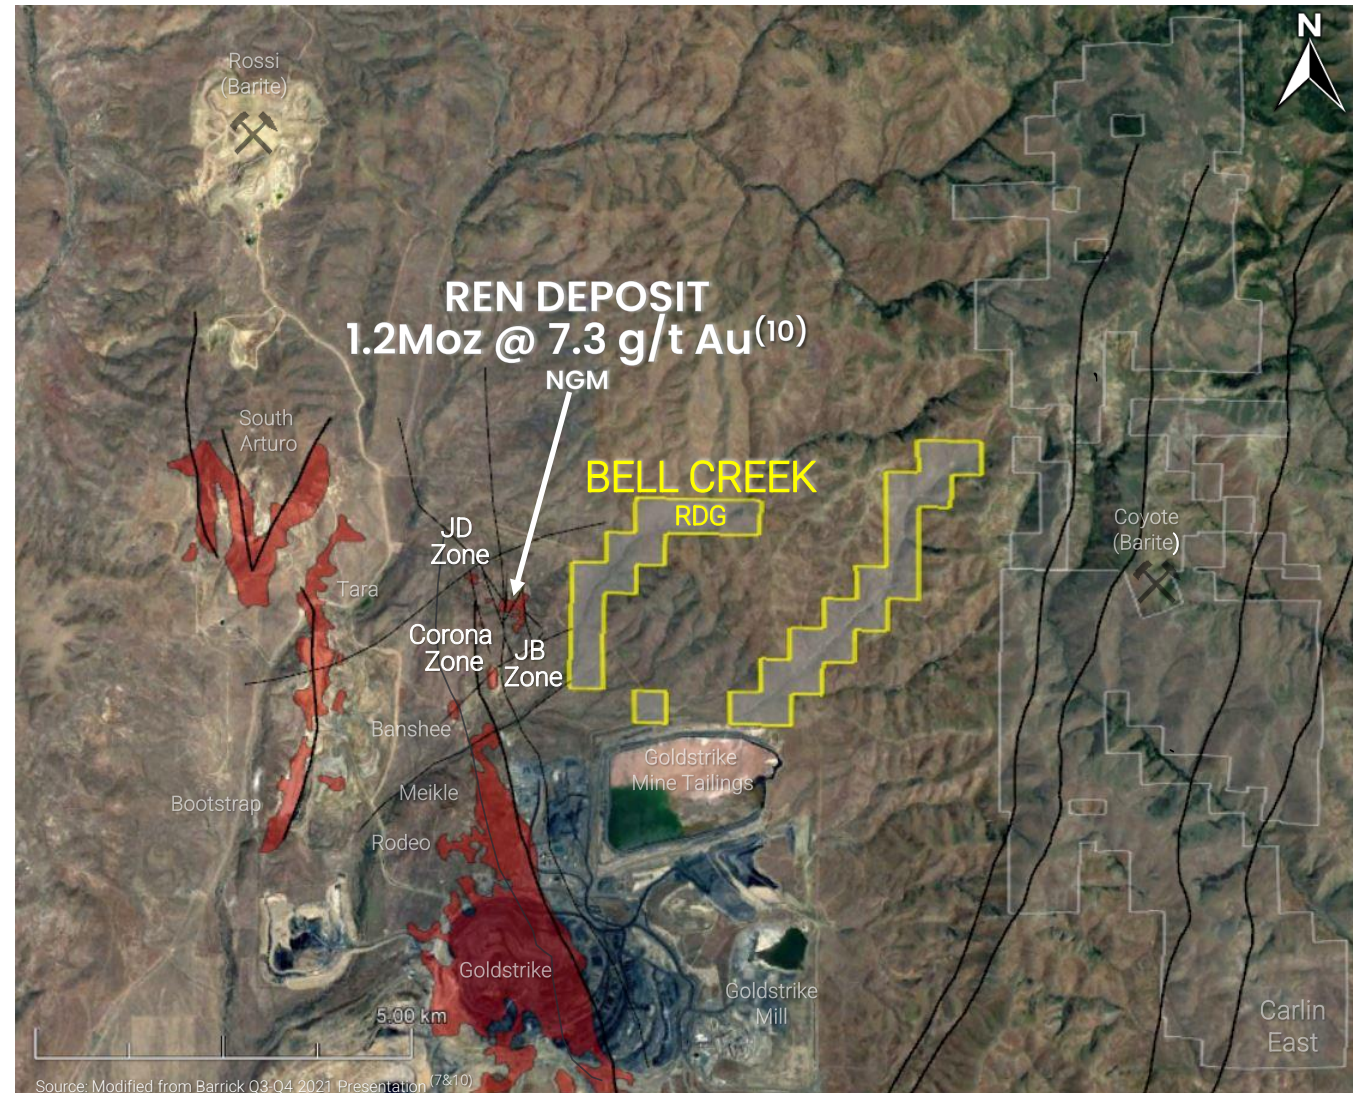 N
Rossi
(Barite)
REN DEPOSIT
1.2Moz @ 7.3 g/t Au(10)
NGM
South
Arturo
BELL CREEK
RDG
JD
Zone
Coyote
(Barite)
Tara
Corona
Zone
JB
Zone
Banshee
Goldstrike
Mine Tailings
Meikle
Bootstrap
Rodeo
Goldstrike
Goldstrike
Mill
5.00 km
Carlin
East
Source: Modified from Barrick Q3-Q4 2021 Presentation (7&10)